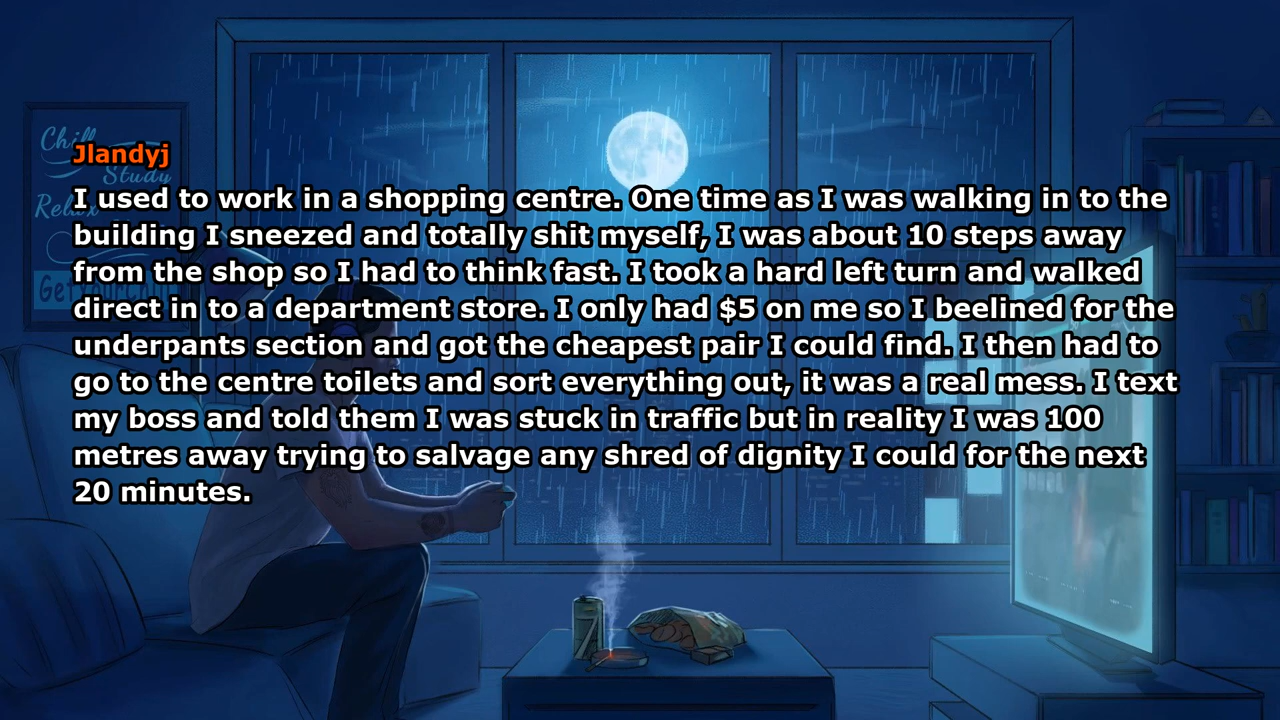 Chill
Study
Relax
Jlandyj
I used to work in a shopping centre. One time as I was walking in to the
building I sneezed and totally shit myself, I was about 10 steps away
from the shop so I had to think fast. I took a hard left turn and walked
direct in to a department store. I only had $5 on me so I beelined for the
underpants section and got the cheapest pair I could find. I then had to
go to the centre toilets and sort everything out, it was a real mess. I text
my boss and told them I was stuck in traffic but in reality I was 100
metres away trying to salvage any shred of dignity I could for the next
20 minutes.